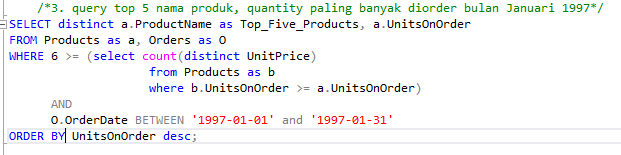 /*3. query top 5 nama produk, quantity paling banyak diorder bulan Januari 1997*/
SELECT distinct a.ProductName as Top_Five_Products, a.UnitsOnOrder
FROM Products as a, Orders as O
WHERE 6 >= (select count(distinct UnitPrice)
from Products as b
where b.UnitsOnOrder >= a.UnitsOnOrder)
AND
O.OrderDate BETWEEN '1997-01-01' and '1997-01-31'
ORDER BY UnitsOnOrder desc;